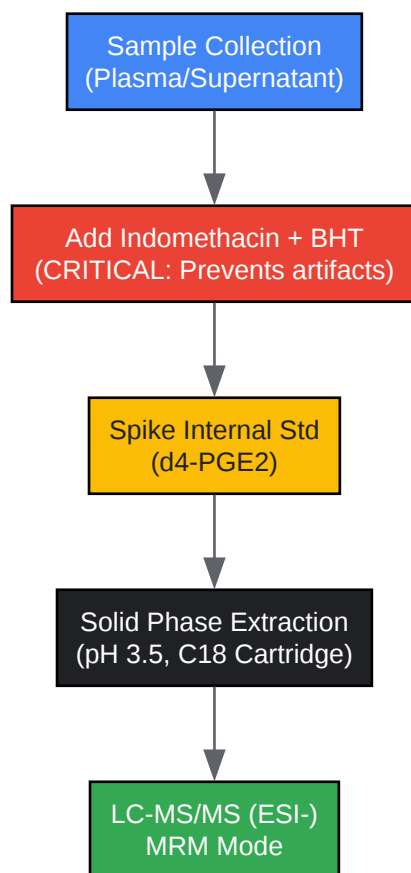 Sample Collection
(Plasma/Supernatant)
Add Indomethacin + BHT
(CRITICAL: Prevents artifacts)
Spike Internal Std
(d4-PGE2)
Solid Phase Extraction
(pH 3.5, C18 Cartridge)
LC-MS/MS (ESI-)
MRM Mode